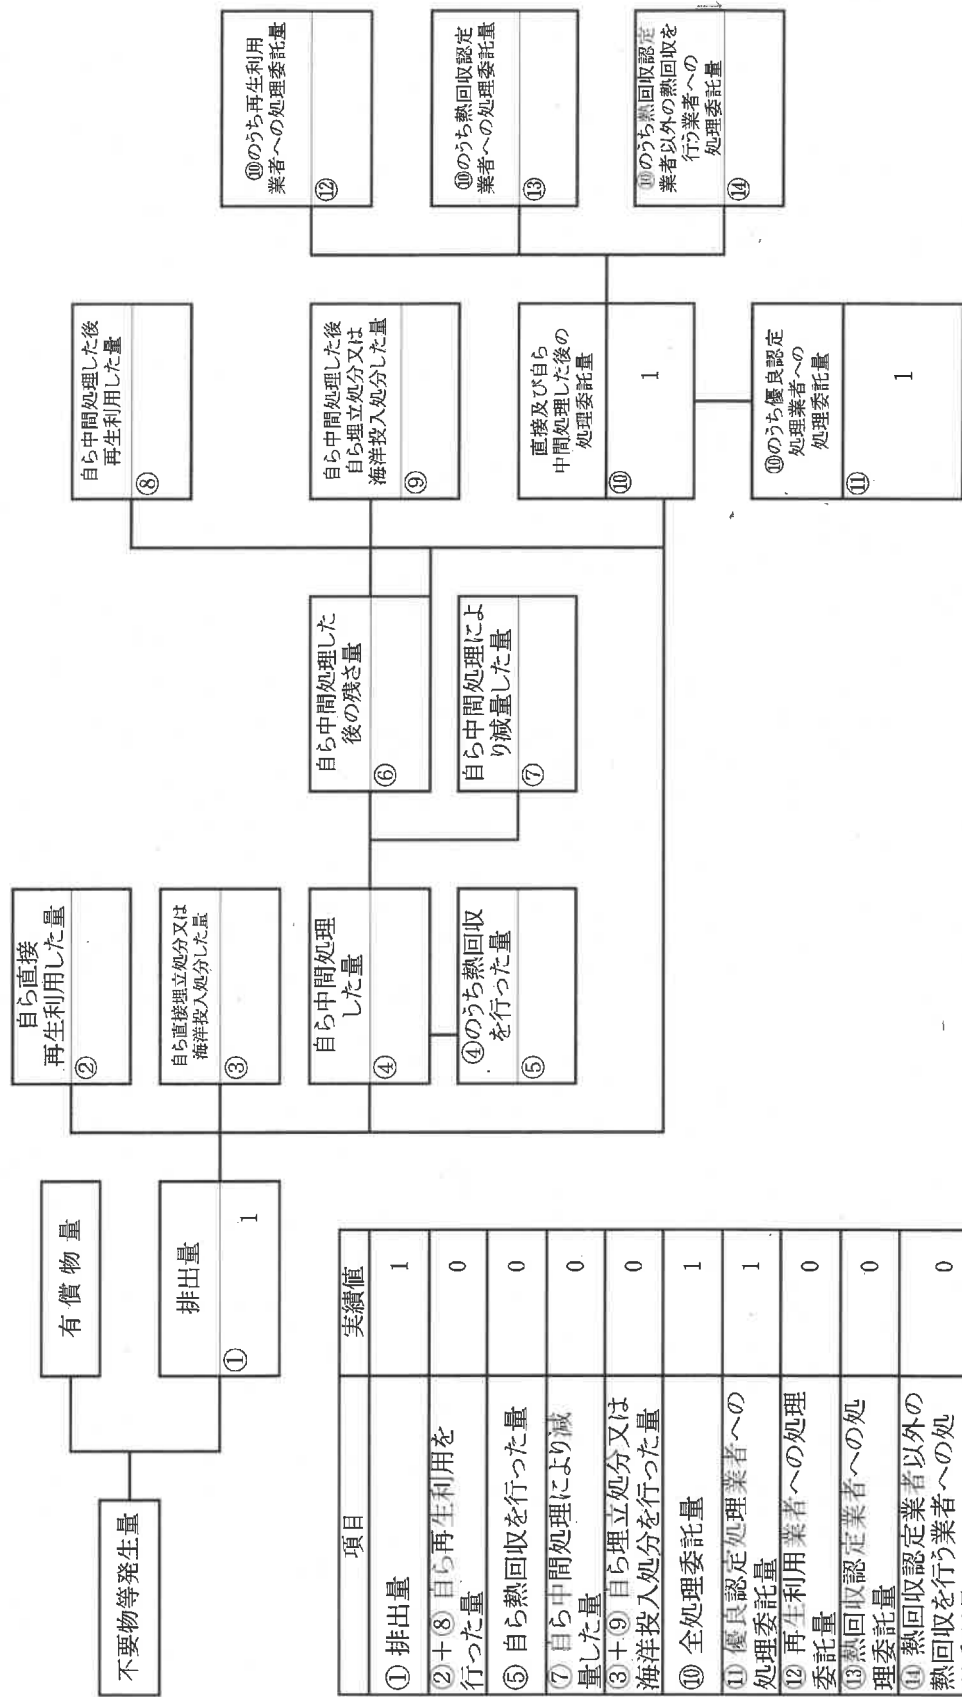 不要物等発生量
有償物量
排出量
①
1
自ら直接
再生利用した量
②
自ら直接埋立処分又は
海洋投入処分した量
③
自ら中間処理
した量
④
④のうち熱回収
を行った量
⑤
自ら中間処理した
後の残さ量
⑥
自ら中間処理によ
り減量した量
⑦
自ら中間処理した後
再生利用した量
⑧
自ら中間処理した後
自ら埋立処分又は
海洋投入処分した量
⑨
直接及び自ら
中間処理した後の
処理委託量
⑩
1
⑩のうち優良認定
処理業者への
処理委託量
⑪
1
⑩のうち再生利用
業者への処理委託量
⑫
⑩のうち熱回収認定
業者への処理委託量
⑬
⑩のうち熱回収認定
業者以外の熱回収を
行う業者への
処理委託量
⑭
項目 実績値
① 排出量 1
②+⑧ 自ら再生利用を
行った量 0
⑤ 自ら熱回収を行った量 0
⑦ 自ら中間処理により減
量した量 0
③+⑨ 自ら埋立処分又は
海洋投入処分を行った量 0
⑩ 全処理委託量 1
⑪ 優良認定処理業者への
処理委託量 1
⑫ 再生利用業者への処理
委託量 0
⑬ 熱回収認定業者への処
理委託量 0
⑭ 熱回収認定業者以外の
熱回収を行う業者への処 0